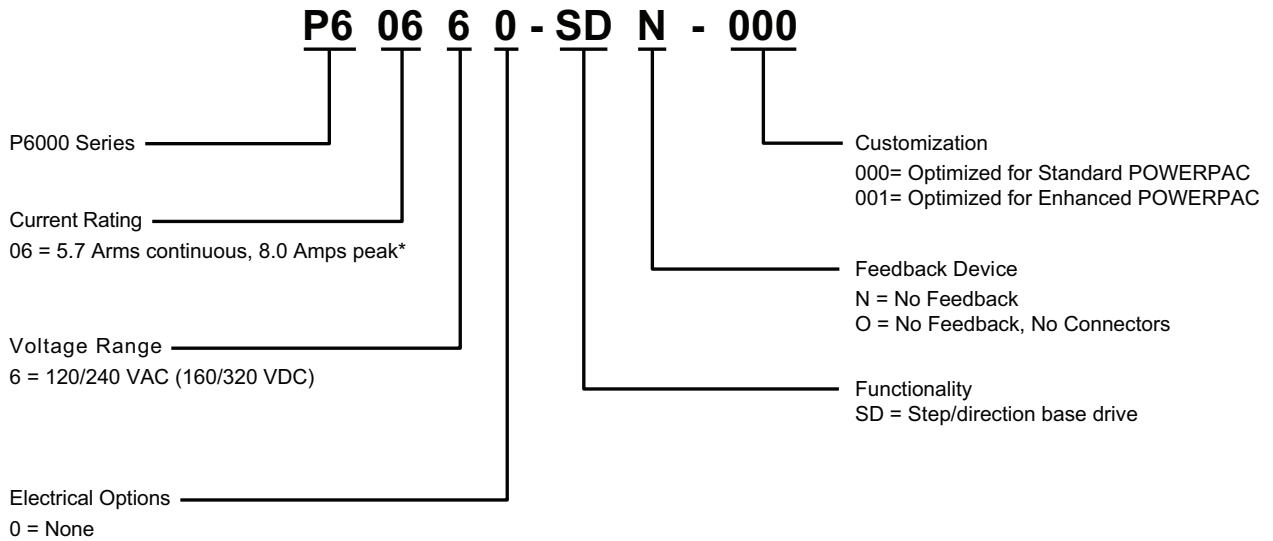 P6 06 6 0 - SD N - 000
P6000 Series
Current Rating
06 = 5.7 Arms continuous, 8.0 Amps peak*
Voltage Range
6 = 120/240 VAC (160/320 VDC)
Electrical Options
0 = None
Customization
000= Optimized for Standard POWERPAC
001= Optimized for Enhanced POWERPAC
Feedback Device
N = No Feedback
O = No Feedback, No Connectors
Functionality
SD = Step/direction base drive